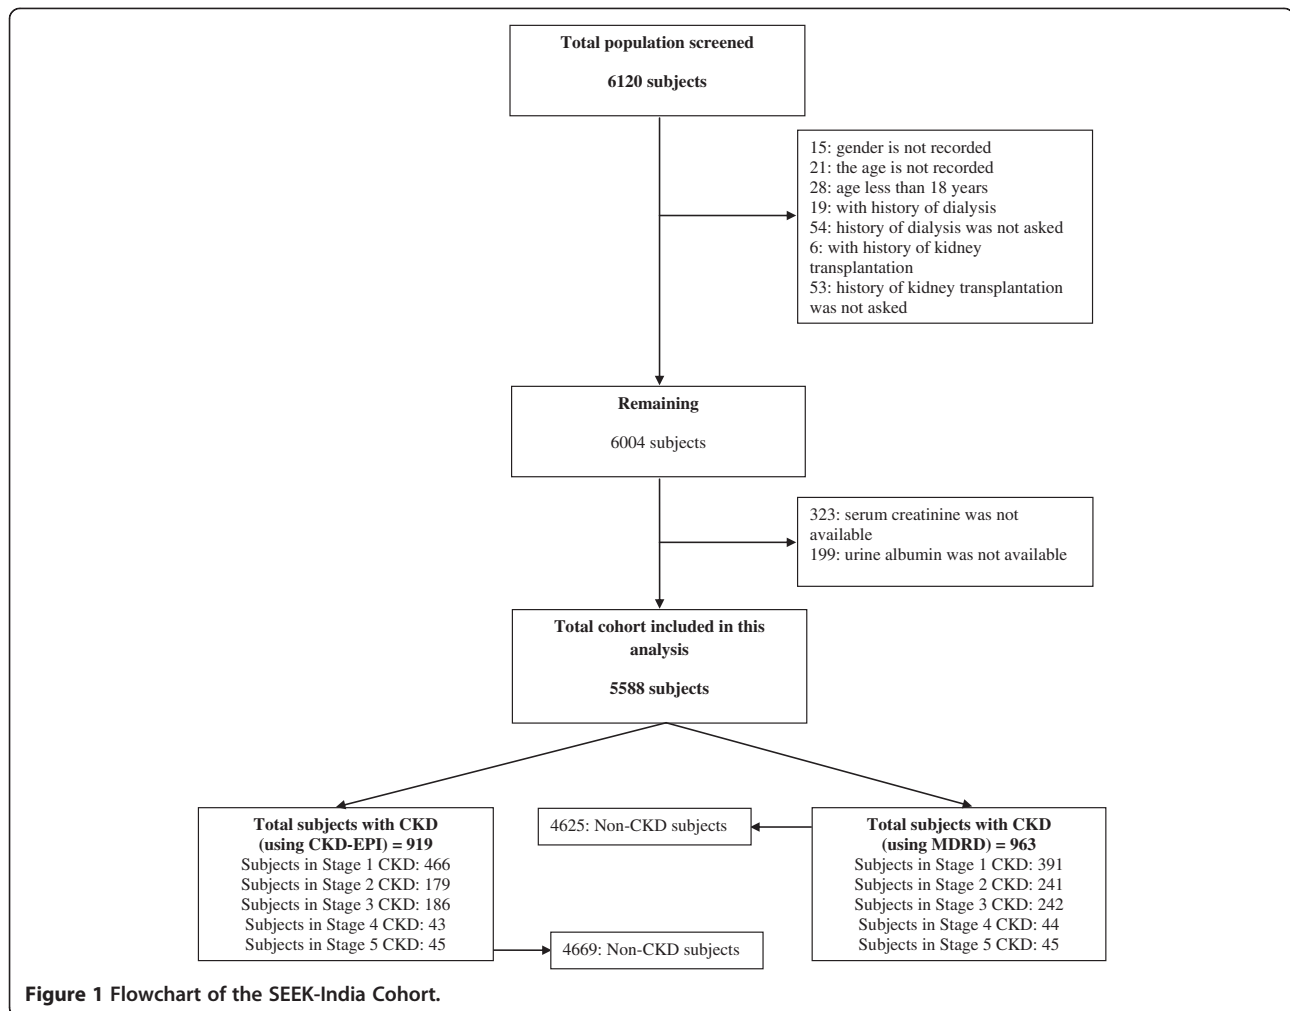 Total population screened
6120 subjects
15: gender is not recorded
21: the age is not recorded
28: age less than 18 years
19: with history of dialysis
54: history of dialysis was not asked
6: with history of kidney
transplantation
53: history of kidney transplantation
was not asked
Remaining
6004 subjects
323: serum creatinine was not
available
199: urine albumin was not available
Total cohort included in this
analysis
5588 subjects
Total subjects with CKD
(using CKD-EPI) = 919
Subjects in Stage 1 CKD: 466
Subjects in Stage 2 CKD: 179
Subjects in Stage 3 CKD: 186
Subjects in Stage 4 CKD: 43
Subjects in Stage 5 CKD: 45
4625: Non-CKD subjects
4669: Non-CKD subjects
Total subjects with CKD
(using MDRD) = 963
Subjects in Stage 1 CKD: 391
Subjects in Stage 2 CKD: 241
Subjects in Stage 3 CKD: 242
Subjects in Stage 4 CKD: 44
Subjects in Stage 5 CKD: 45
Figure 1 Flowchart of the SEEK-India Cohort.